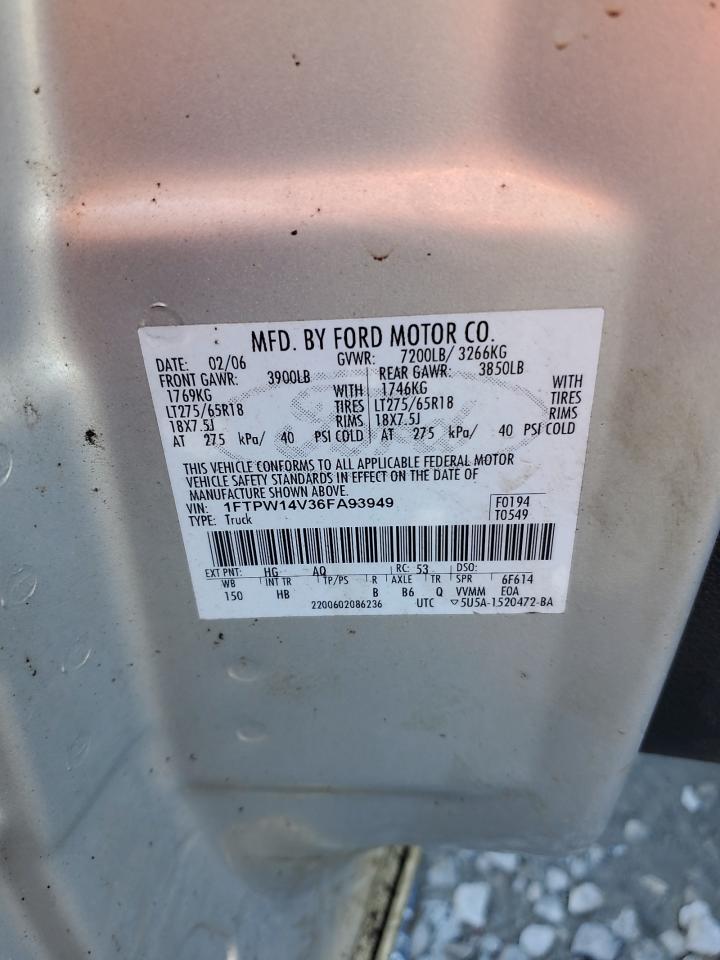 MFD. BY FORD MOTOR CO.
DATE: 02/06 GVWR: 7200LB/ 3266KG
FRONT GAWR: 3900LB REAR GAWR: 3850LB
1769KG WITH 1746KG WITH
LT275/65R18 TIRES LT275/65R18 TIRES
18X7.5J RIMS 18X7.5J RIMS
AT 275 kPa/ 40 PSI COLD AT 275 kPa/ 40 PSI COLD
Ford
THIS VEHICLE CONFORMS TO ALL APPLICABLE FEDERAL MOTOR
VEHICLE SAFETY STANDARDS IN EFFECT ON THE DATE OF
MANUFACTURE SHOWN ABOVE.
VIN: 1FTPW14V36FA93949 F0194
TYPE: Truck T0549
EXT PNT: HG AQ RC: 53 DSO:
WB INT TR TP/PS R AXLE TR SPR 6F614
150 HB B B6 Q VVMM EOA
2200602086236 UTC ▽5U5A-1520472-BA